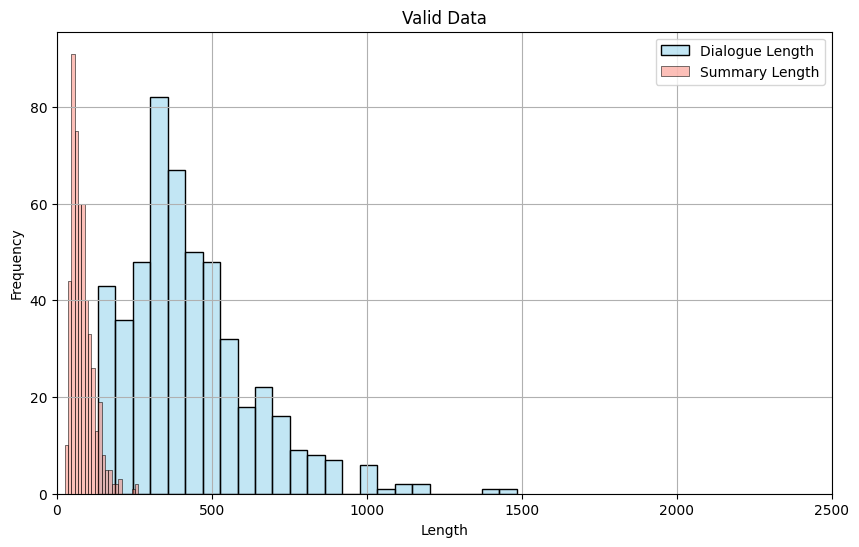 Valid Data
Dialogue Length
Summary Length
Frequency
80
60
40
20
0
0 500 1000 1500 2000 2500
Length